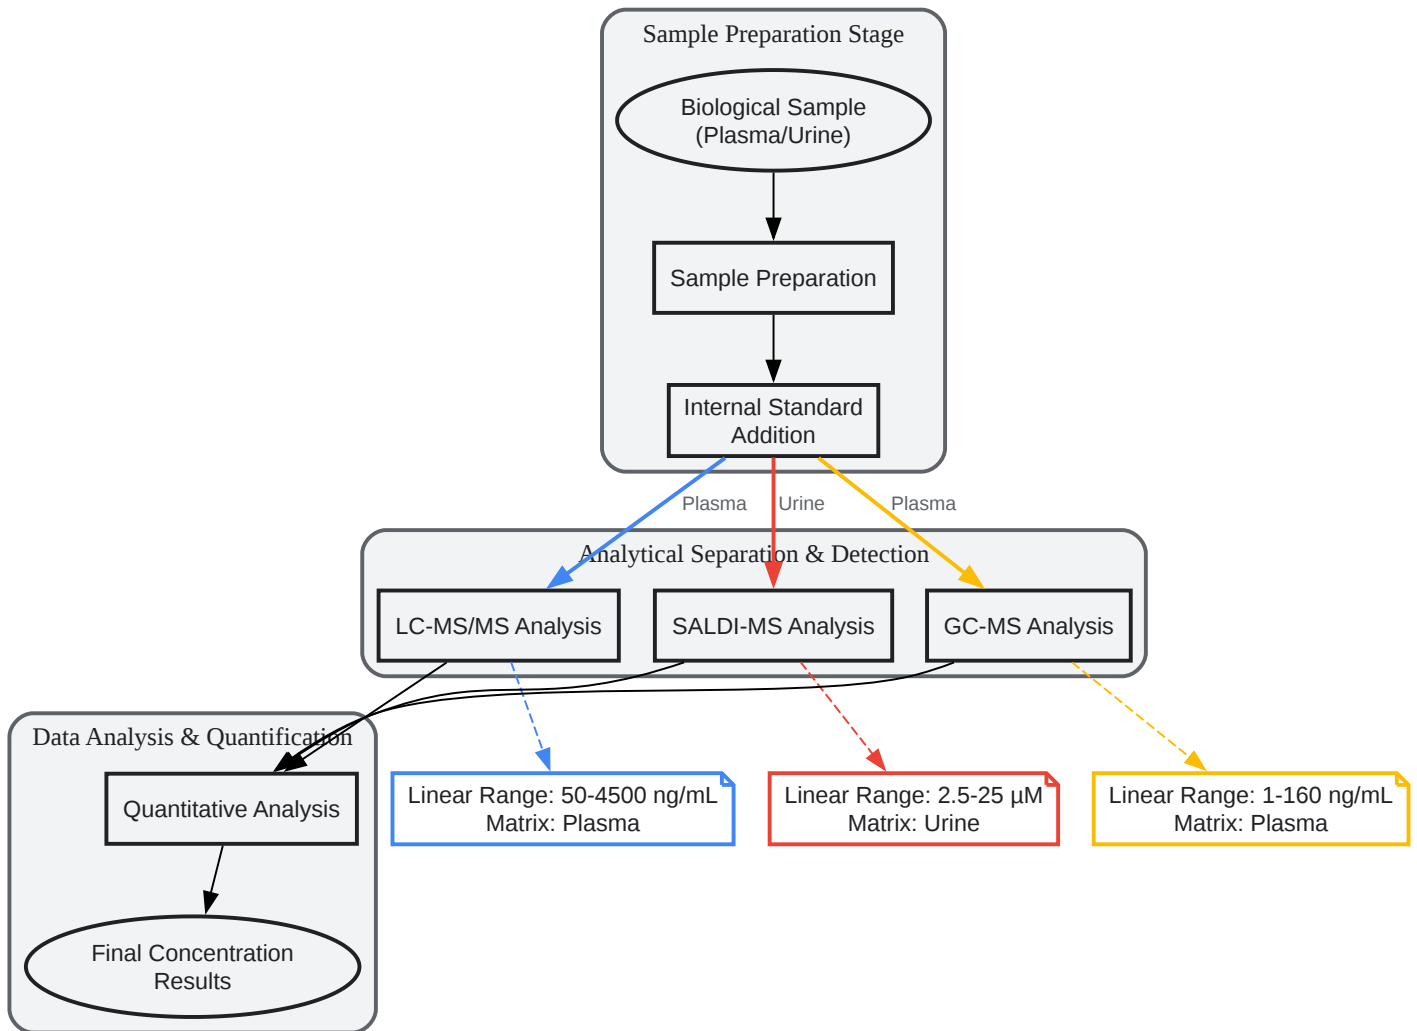 Sample Preparation Stage
Biological Sample
(Plasma/Urine)
Sample Preparation
Internal Standard
Addition
Plasma
Urine
Plasma
Analytical Separation & Detection
LC-MS/MS Analysis
SALDI-MS Analysis
GC-MS Analysis
Data Analysis & Quantification
Quantitative Analysis
Linear Range: 50-4500 ng/mL
Matrix: Plasma
Linear Range: 2.5-25 µM
Matrix: Urine
Linear Range: 1-160 ng/mL
Matrix: Plasma
Final Concentration
Results